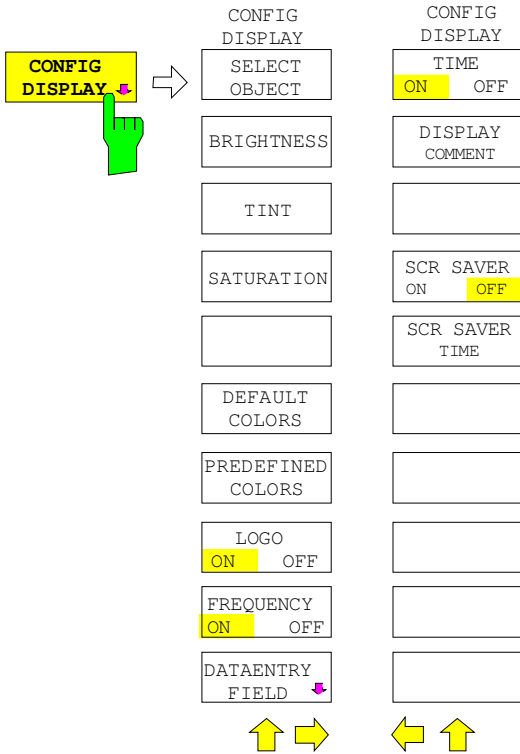 CONFIG
DISPLAY
CONFIG
DISPLAY
SELECT
OBJECT
BRIGHTNESS
TINT
SATURATION
DEFAULT
COLORS
PREDEFINED
COLORS
LOGO
ON OFF
FREQUENCY
ON OFF
DATAENTRY
FIELD
CONFIG
DISPLAY
TIME
ON OFF
DISPLAY
COMMENT
SCR SAVER
ON OFF
SCR SAVER
TIME